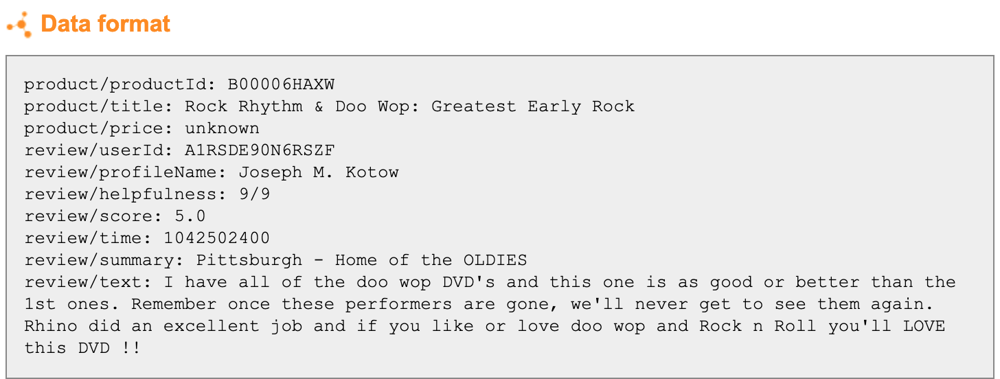 Data format
product/productId: B00006HAXW
product/title: Rock Rhythm & Doo Wop: Greatest Early Rock
product/price: unknown
review/userId: A1RSDE90N6RSZF
review/profileName: Joseph M. Kotow
review/helpfulness: 9/9
review/score: 5.0
review/time: 1042502400
review/summary: Pittsburgh - Home of the OLDIES
review/text: I have all of the doo wop DVD's and this one is as good or better than the
1st ones. Remember once these performers are gone, we'll never get to see them again.
Rhino did an excellent job and if you like or love doo wop and Rock n Roll you'll LOVE
this DVD !!